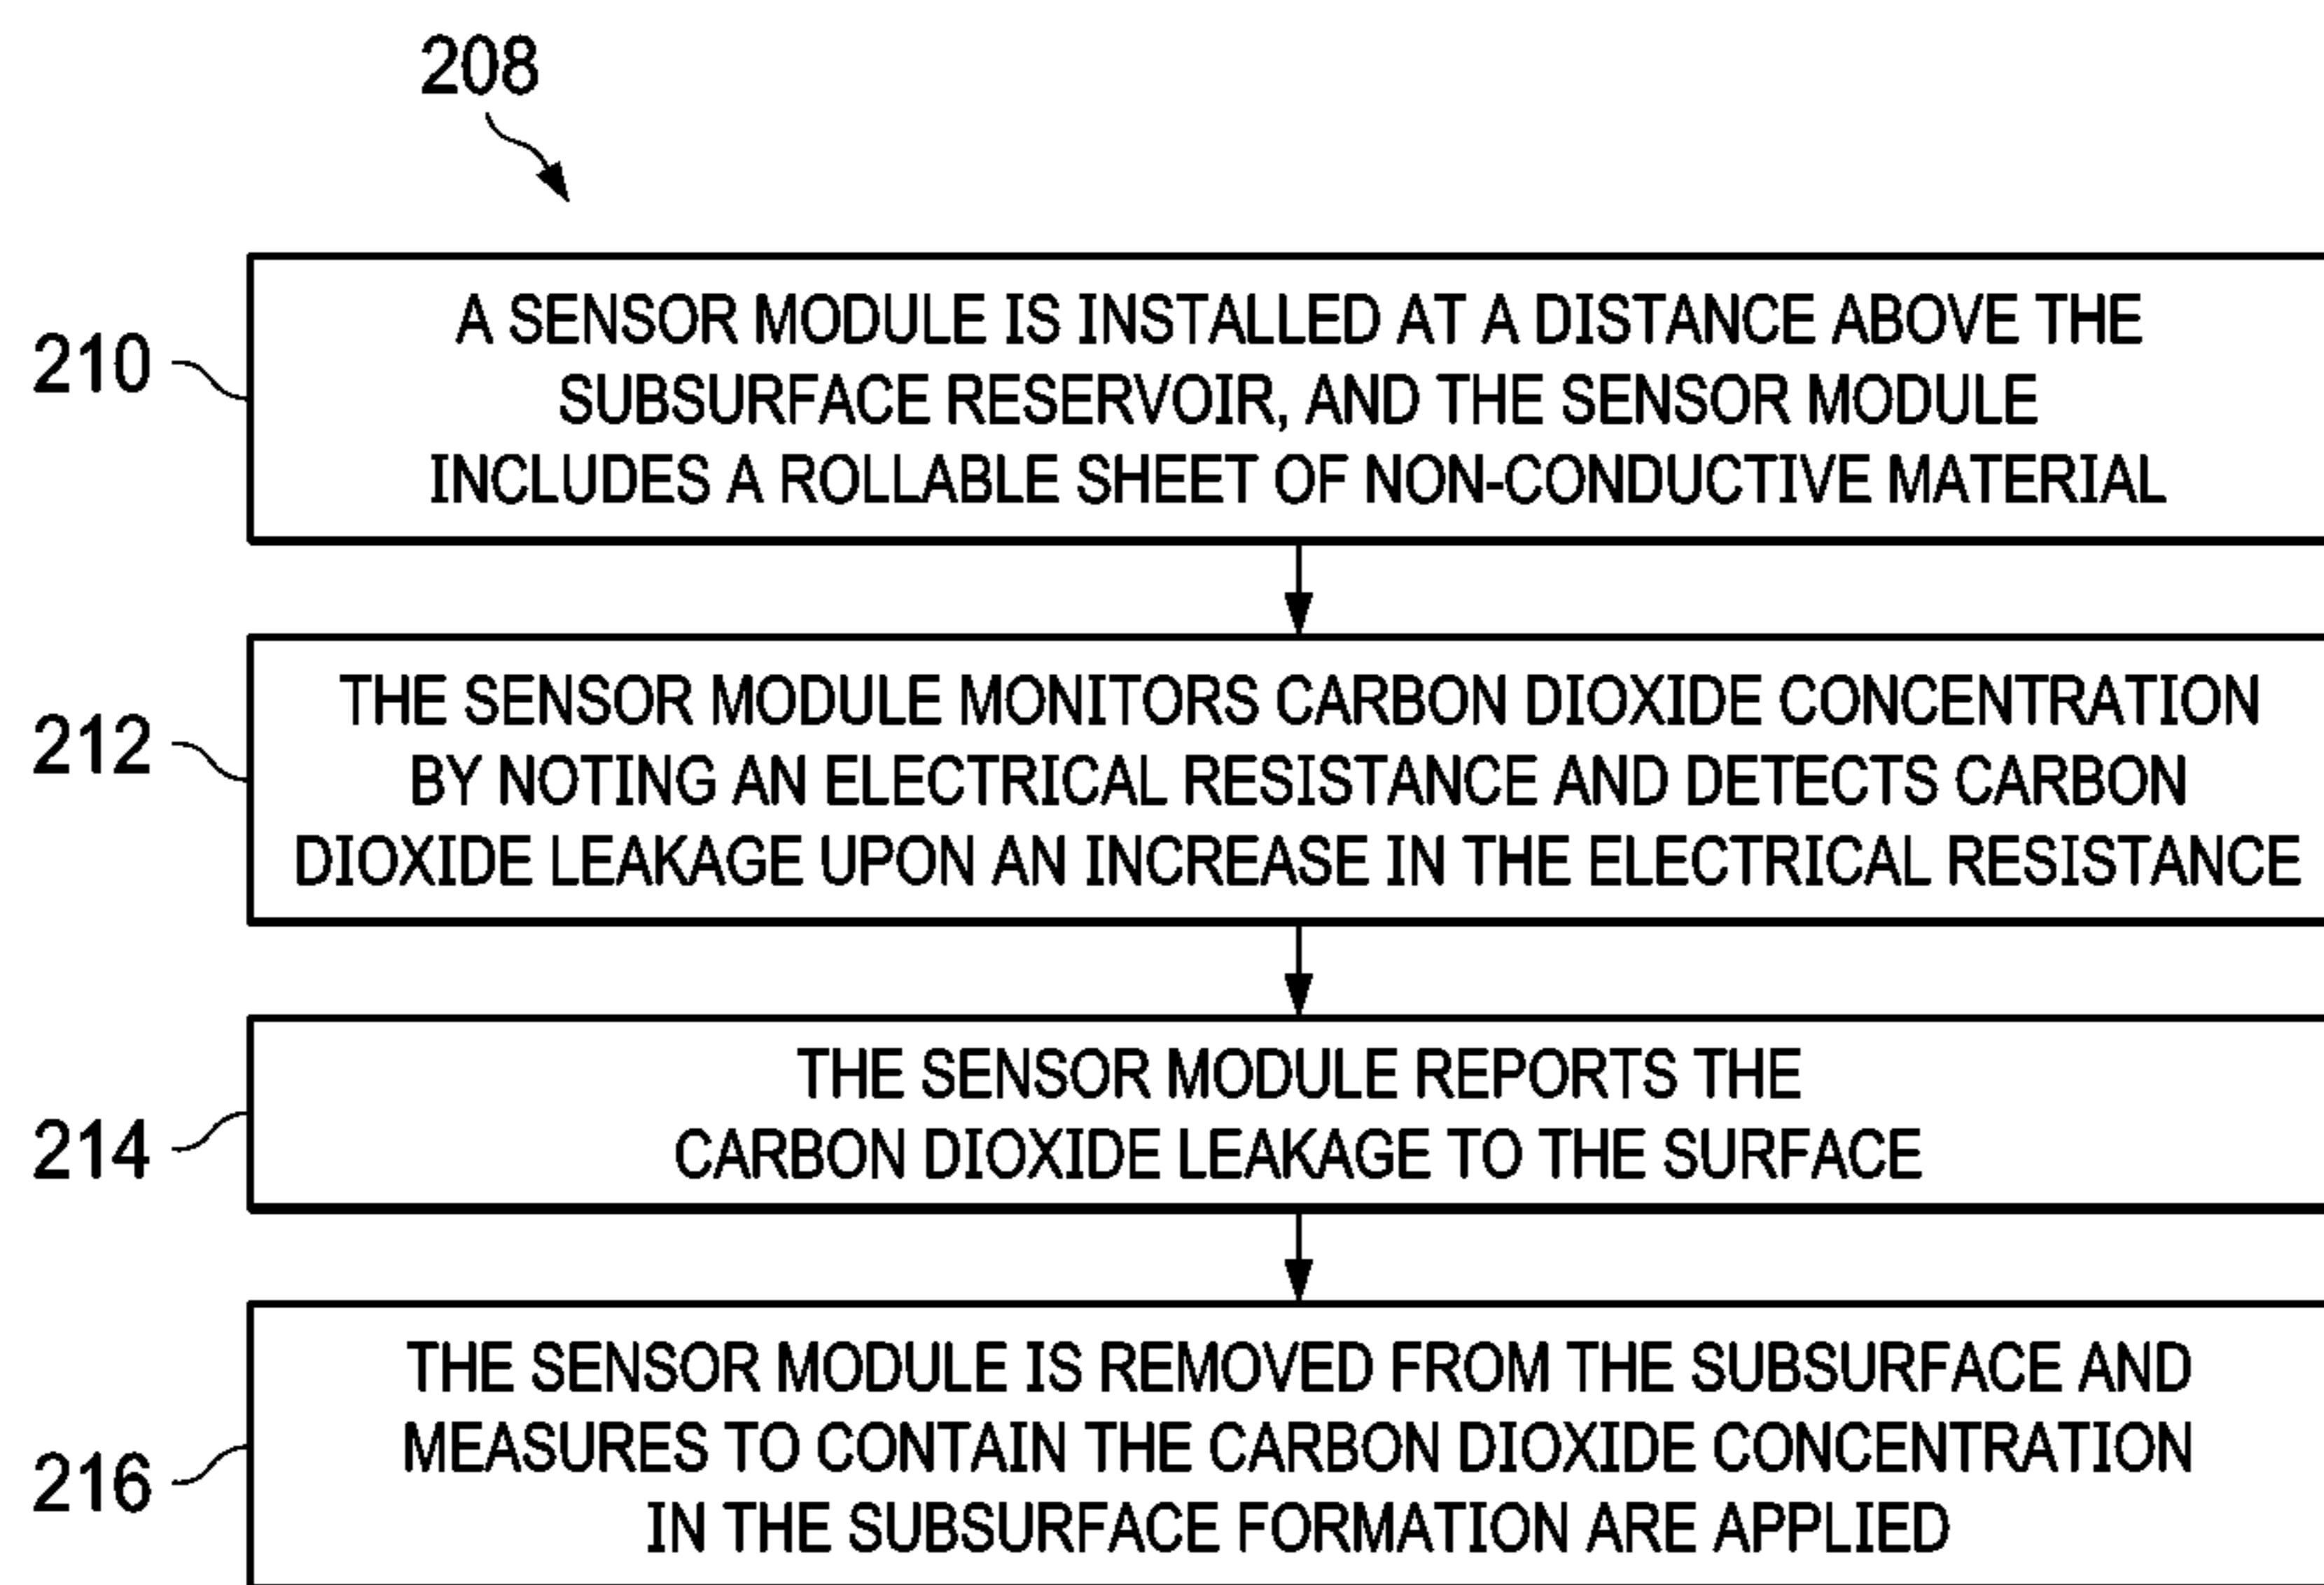 208
210
A SENSOR MODULE IS INSTALLED AT A DISTANCE ABOVE THE
SUBSURFACE RESERVOIR, AND THE SENSOR MODULE
INCLUDES A ROLLABLE SHEET OF NON-CONDUCTIVE MATERIAL
212
THE SENSOR MODULE MONITORS CARBON DIOXIDE CONCENTRATION
BY NOTING AN ELECTRICAL RESISTANCE AND DETECTS CARBON
DIOXIDE LEAKAGE UPON AN INCREASE IN THE ELECTRICAL RESISTANCE
214
THE SENSOR MODULE REPORTS THE
CARBON DIOXIDE LEAKAGE TO THE SURFACE
216
THE SENSOR MODULE IS REMOVED FROM THE SUBSURFACE AND
MEASURES TO CONTAIN THE CARBON DIOXIDE CONCENTRATION
IN THE SUBSURFACE FORMATION ARE APPLIED